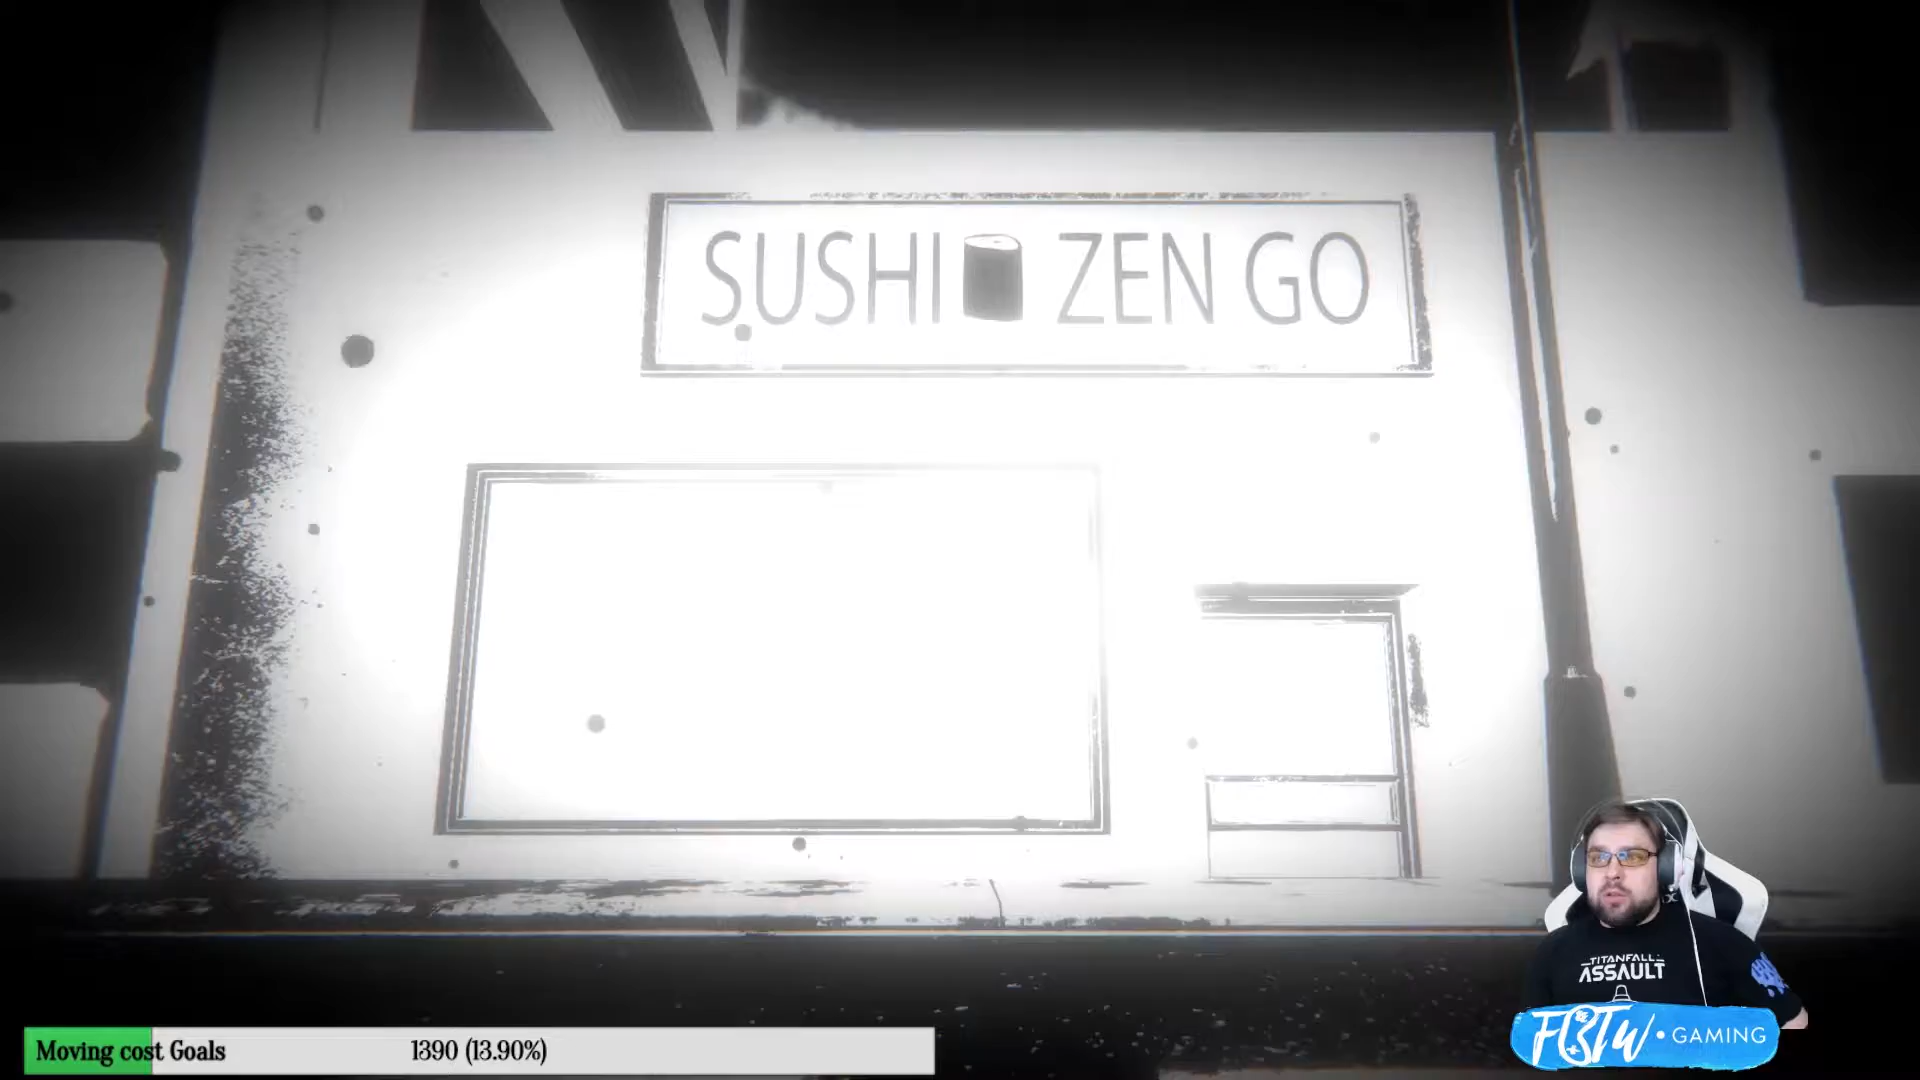 SUSHI ZEN GO
TITANFALL
ASSAULT
FBTW • GAMING
Moving cost Goals 1390 (13.90%)